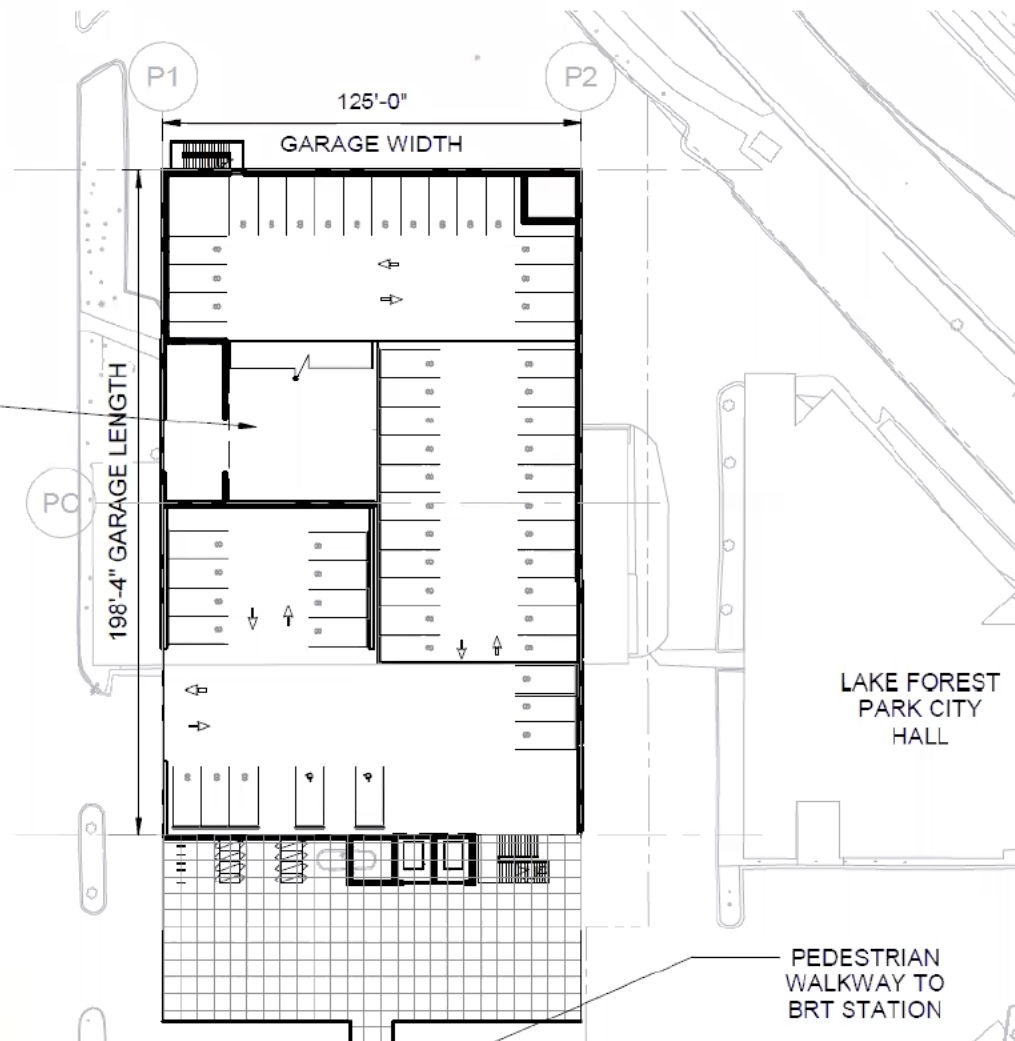 P1
P2
125'-0"
GARAGE WIDTH
198'-4" GARAGE LENGTH
PC
LAKE FOREST
PARK CITY
HALL
PEDESTRIAN
WALKWAY TO
BRT STATION